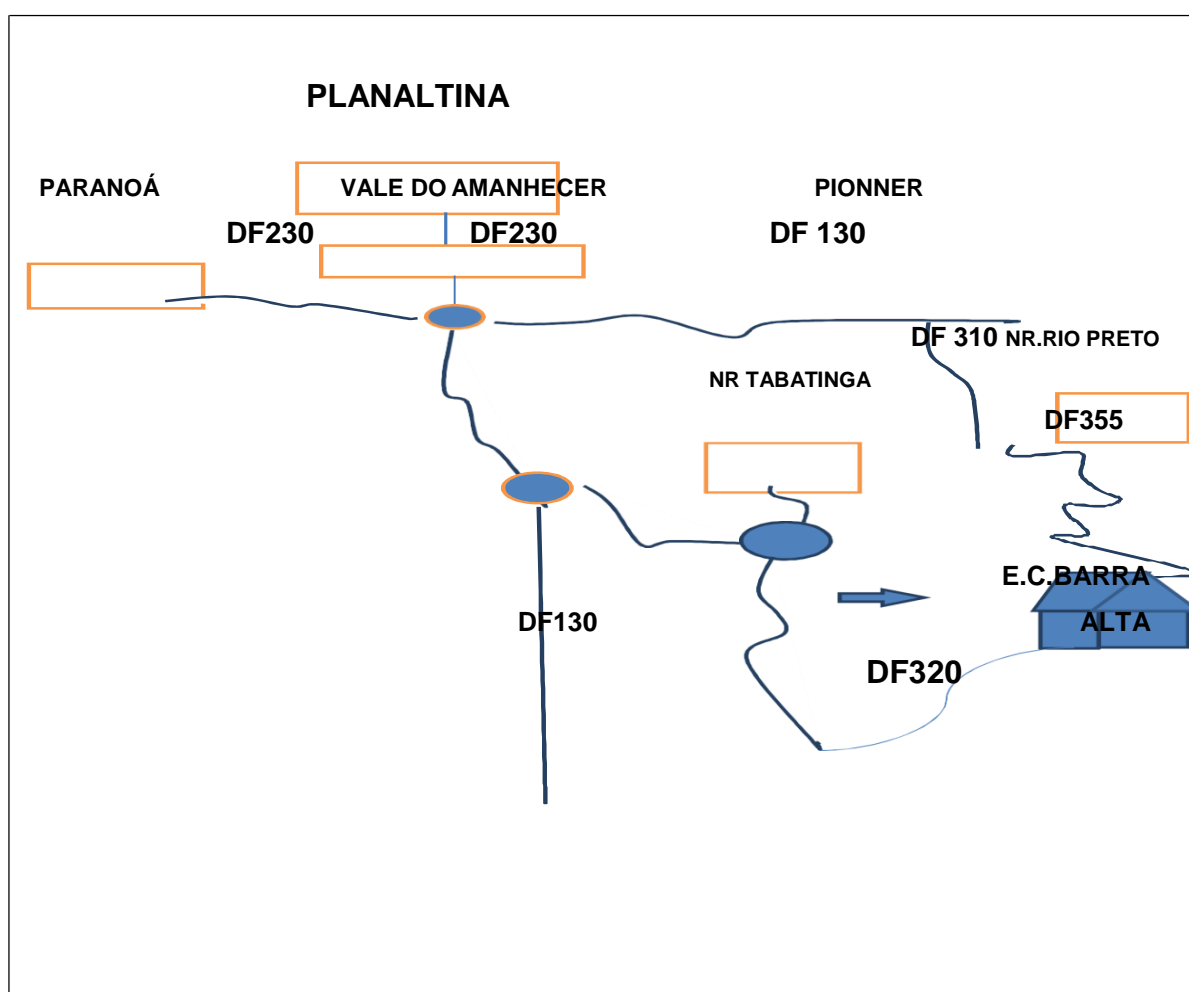 PLANALTINA
PARANOÁ VALE DO AMANHECER PIONNER
DF230 DF230 DF 130
DF 310 NR.RIO PRETO
NR TABATINGA
DF355
E.C.BARRA
DF130 ALTA
DF320